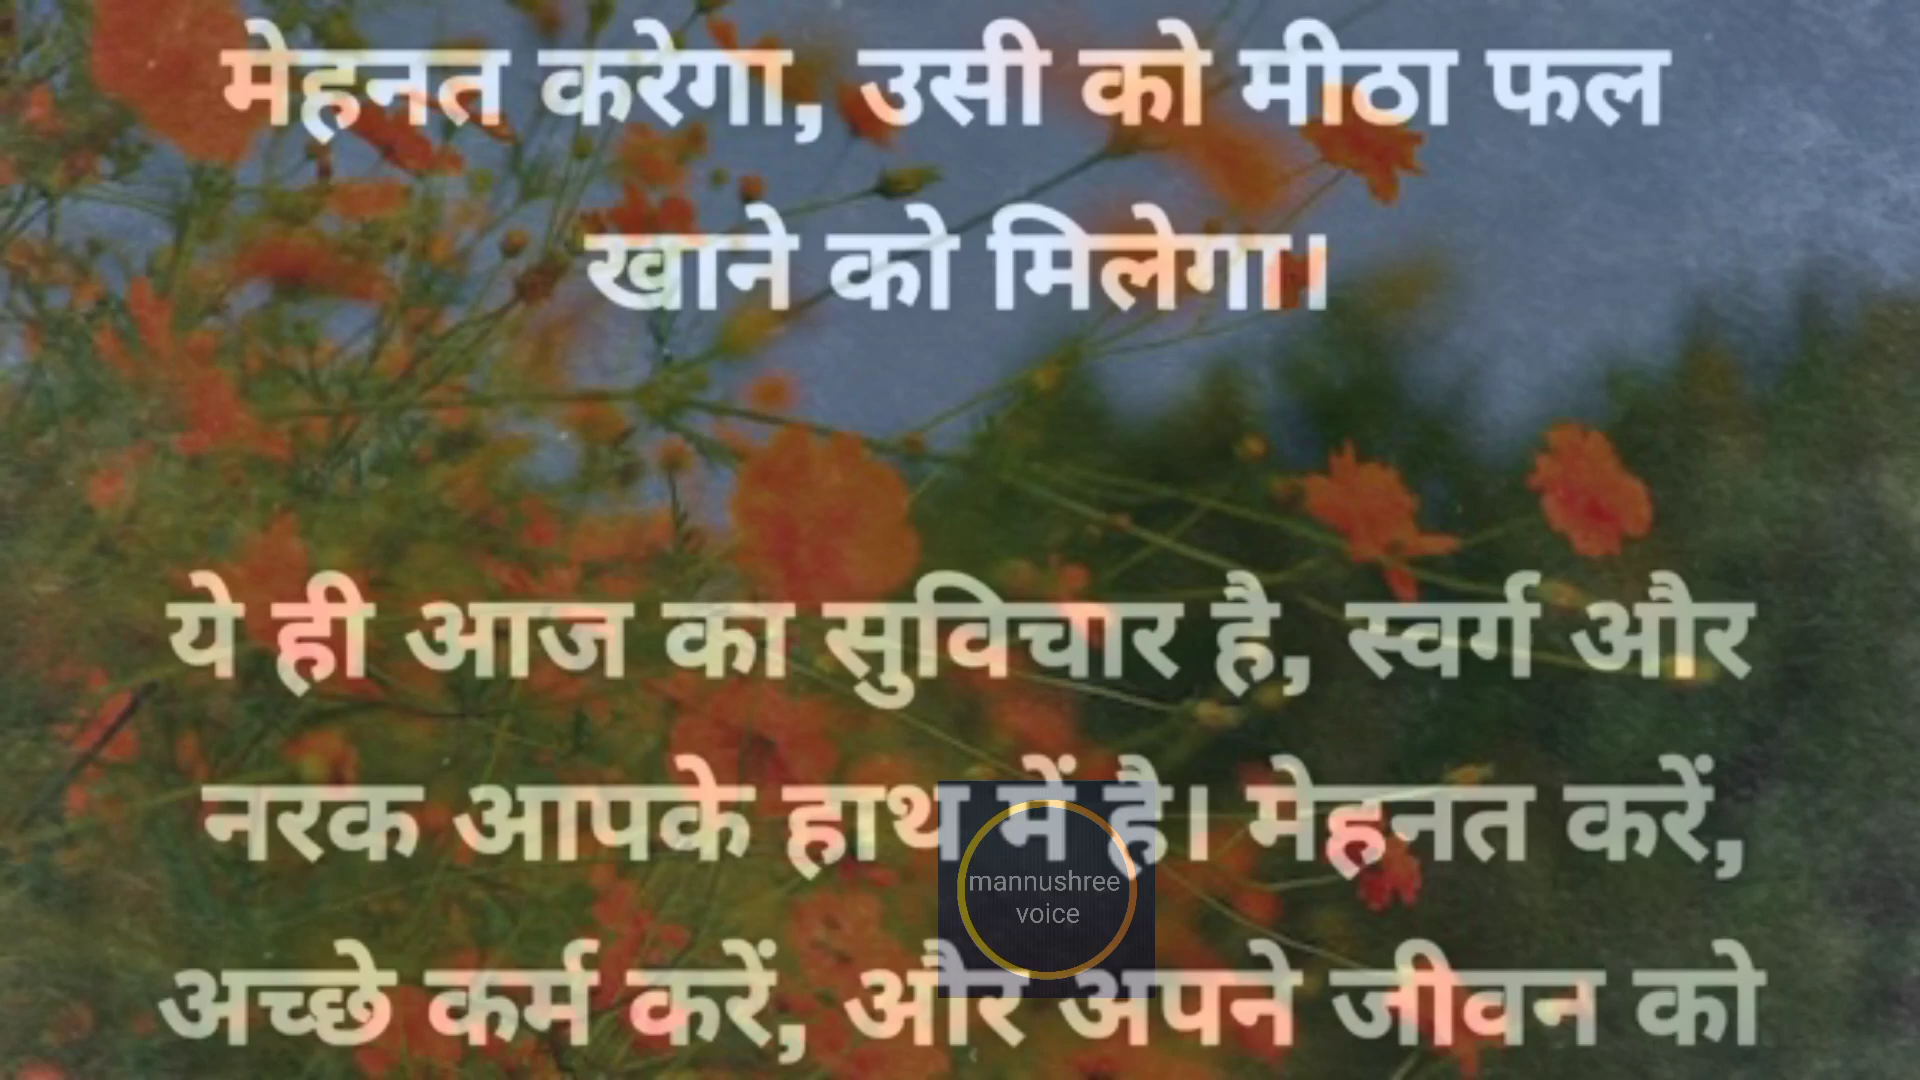 मेहनत करेगा, उसी को मीठा फल
खाने को मिलेगा।
ये ही आज का सुविचार है, स्वर्ग और
नरक आपके हाथ में है। मेहनत करें,
mannushree
voice
अच्छे कर्म करें, और अपने जीवन को